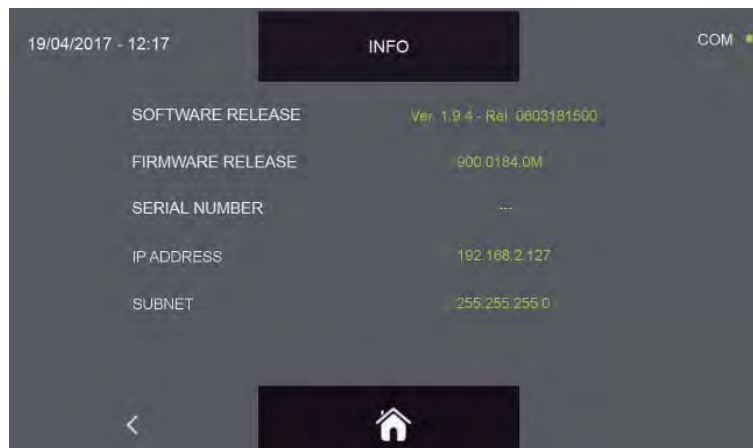 19/04/2017 - 12:17 INFO COM
SOFTWARE RELEASE Ver. 1.9.4 - Rel. 0603181500
FIRMWARE RELEASE 900.0184.0M
SERIAL NUMBER ---
IP ADDRESS 192.168.2.127
SUBNET 255.255.255.0